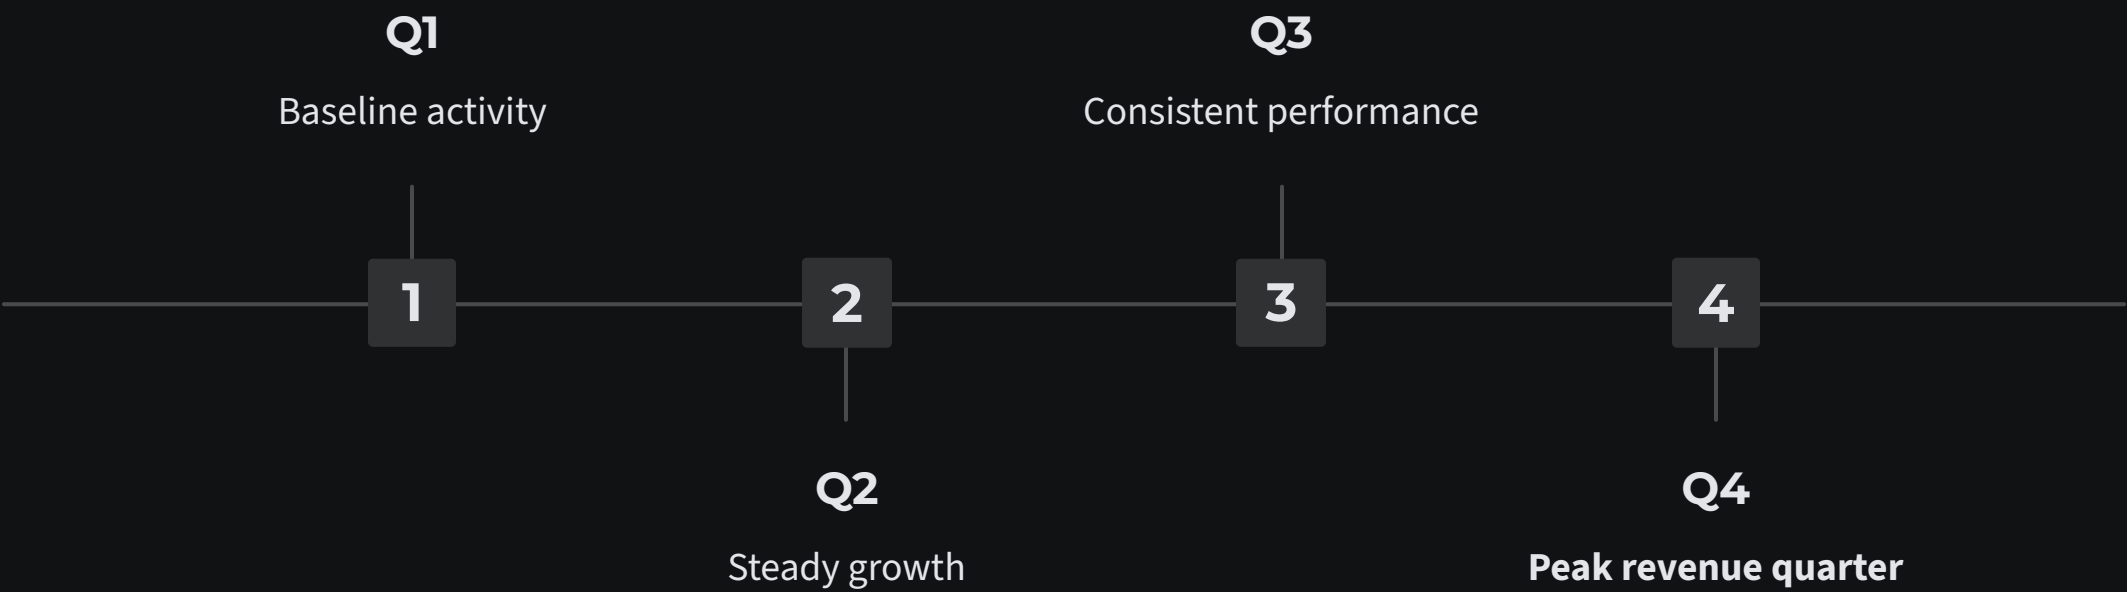 Q1
Baseline activity
Q3
Consistent performance
1
2
3
4
Q2
Steady growth
Q4
Peak revenue quarter